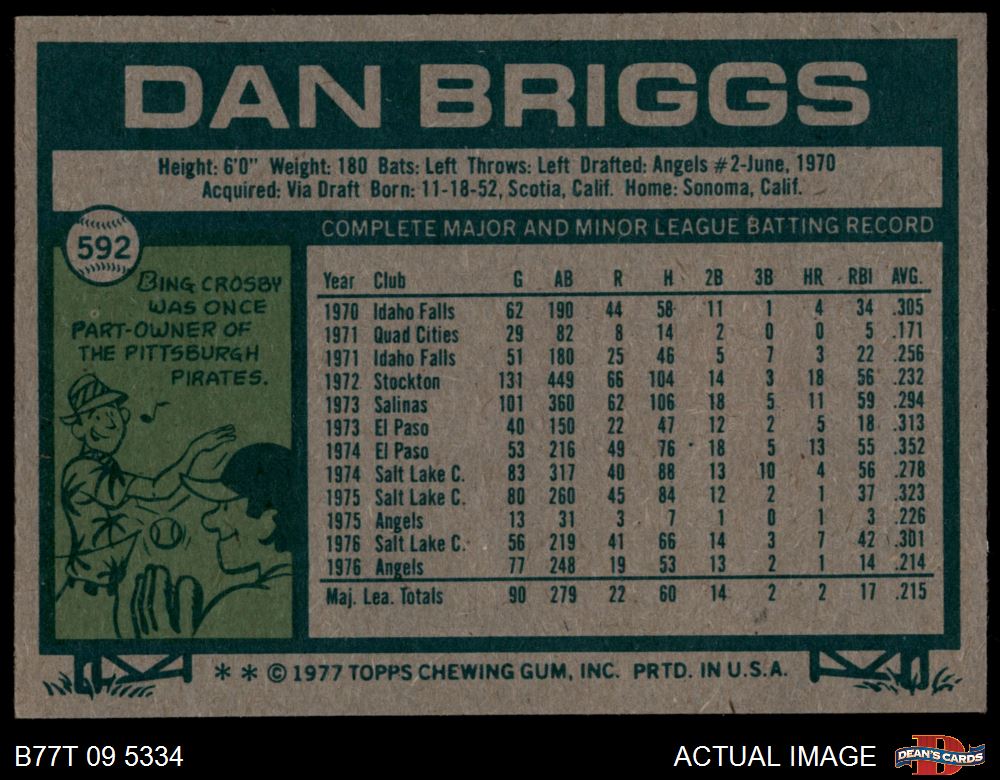 DAN BRIGGS
Height: 6'0" Weight: 180 Bats: Left Throws: Left Drafted: Angels #2-June, 1970
Acquired: Via Draft Born: 11-18-52, Scotia, Calif. Home: Sonoma, Calif.
592
BING CROSBY
WAS ONCE
PART-OWNER OF
THE PITTSBURGH
PIRATES.
COMPLETE MAJOR AND MINOR LEAGUE BATTING RECORD
Year Club G AB R H 2B 3B HR RBI AVG.
1970 Idaho Falls 62 190 44 58 11 1 4 34 .305
1971 Quad Cities 29 82 8 14 2 0 0 5 .171
1971 Idaho Falls 51 180 25 46 5 7 3 22 .256
1972 Stockton 131 449 66 104 14 3 18 56 .232
1973 Salinas 101 360 62 106 18 5 11 59 .294
1973 El Paso 40 150 22 47 12 2 5 18 .313
1974 El Paso 53 216 49 76 18 5 13 55 .352
1974 Salt Lake C. 83 317 40 88 13 10 4 56 .278
1975 Salt Lake C. 80 260 45 84 12 2 1 37 .323
1975 Angels 13 31 3 7 1 0 1 3 .226
1976 Salt Lake C. 56 219 41 66 14 3 7 42 .301
1976 Angels 77 248 19 53 13 2 1 14 .214
Maj. Lea. Totals 90 279 22 60 14 2 2 17 .215
* * © 1977 TOPPS CHEWING GUM, INC. PRTD. IN U.S.A.
B77T 09 5334
ACTUAL IMAGE
D
DEAN'S CARDS